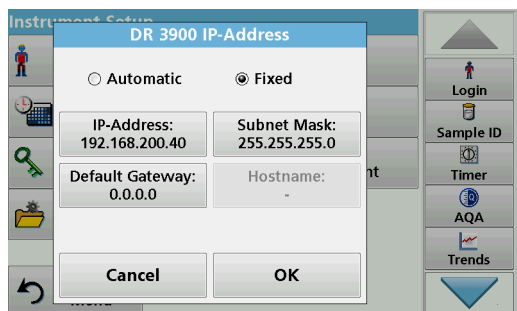 Instrument Setup
DR 3900 IP-Address
Automatic
Fixed
IP-Address:
192.168.200.40
Subnet Mask:
255.255.255.0
Default Gateway:
0.0.0.0
Hostname:
-
Cancel
OK
Menu
Login
Sample ID
Timer
AQA
Trends